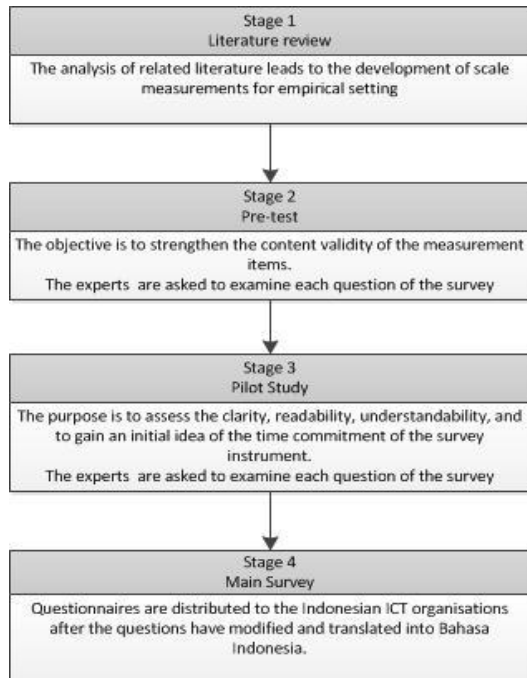 Stage 1
Literature review
The analysis of related literature leads to the development of scale
measurements for empirical setting
Stage 2
Pre-test
The objective is to strengthen the content validity of the measurement
items.
The experts are asked to examine each question of the survey
Stage 3
Pilot Study
The purpose is to assess the clarity, readability, understandability, and
to gain an initial idea of the time commitment of the survey
instrument.
The experts are asked to examine each question of the survey
Stage 4
Main Survey
Questionnaires are distributed to the Indonesian ICT organisations
after the questions have modified and translated into Bahasa
Indonesia.